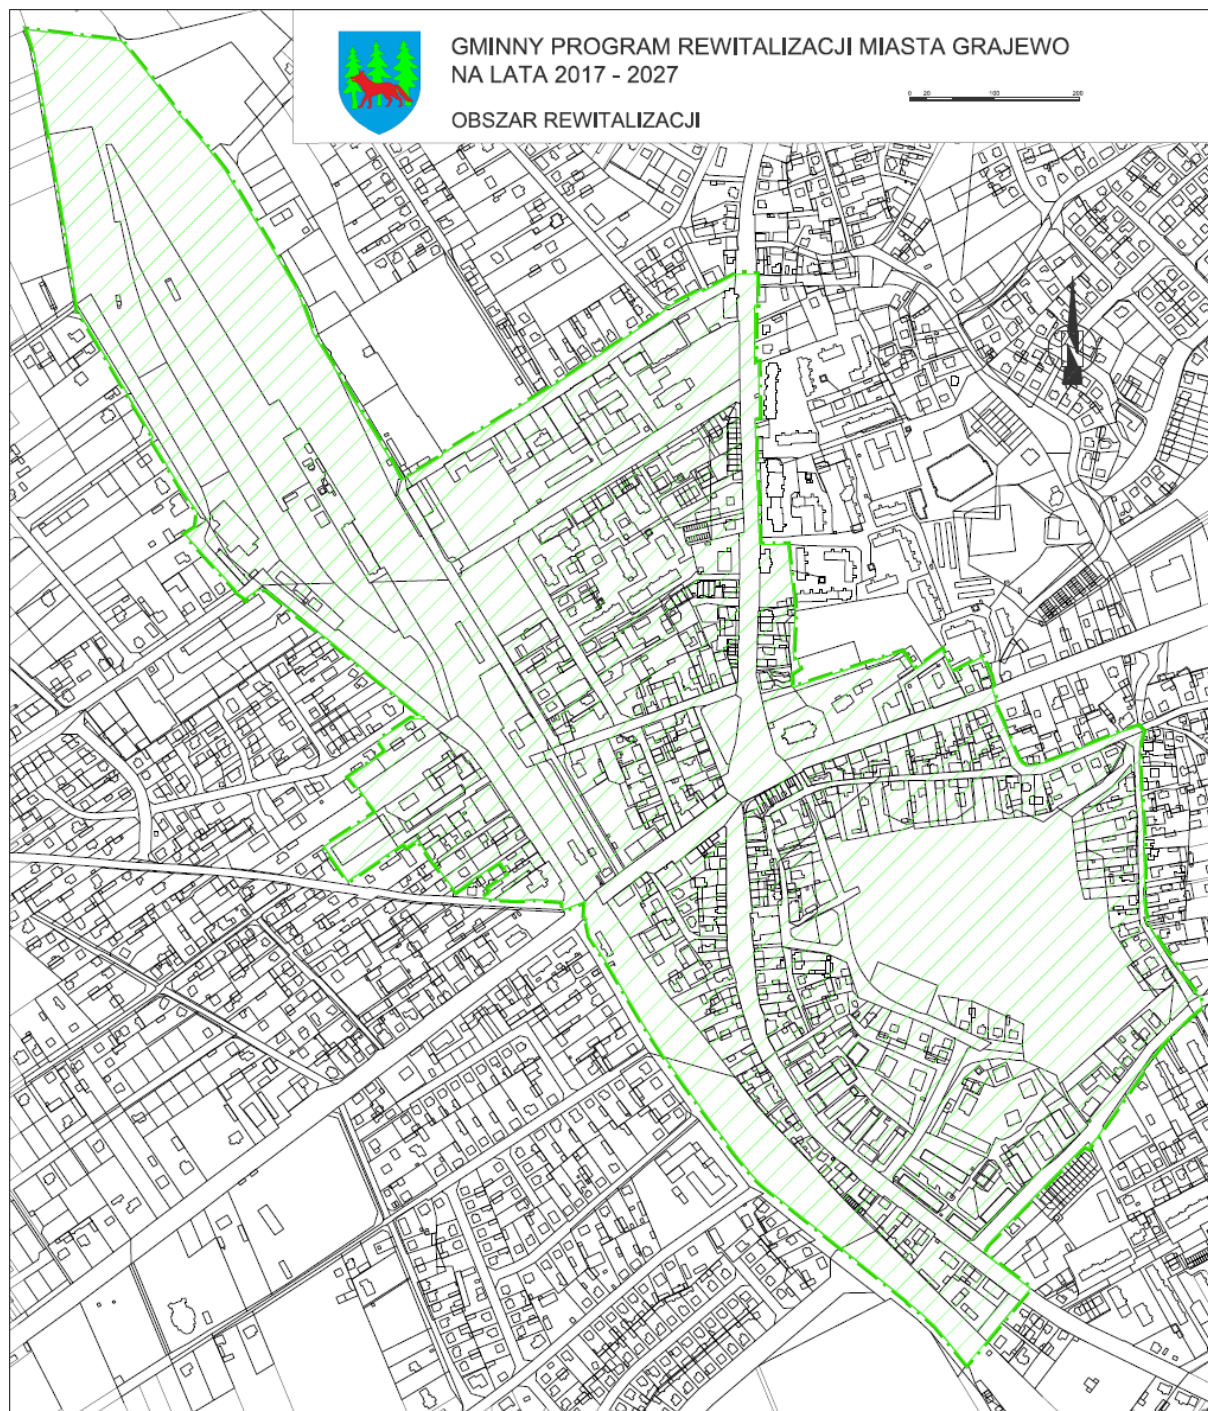 GMINNY PROGRAM REWITALIZACJI MIASTA GRAJEWO
NA LATA 2017 - 2027
OBSZAR REWITALIZACJI
0 20 100 200